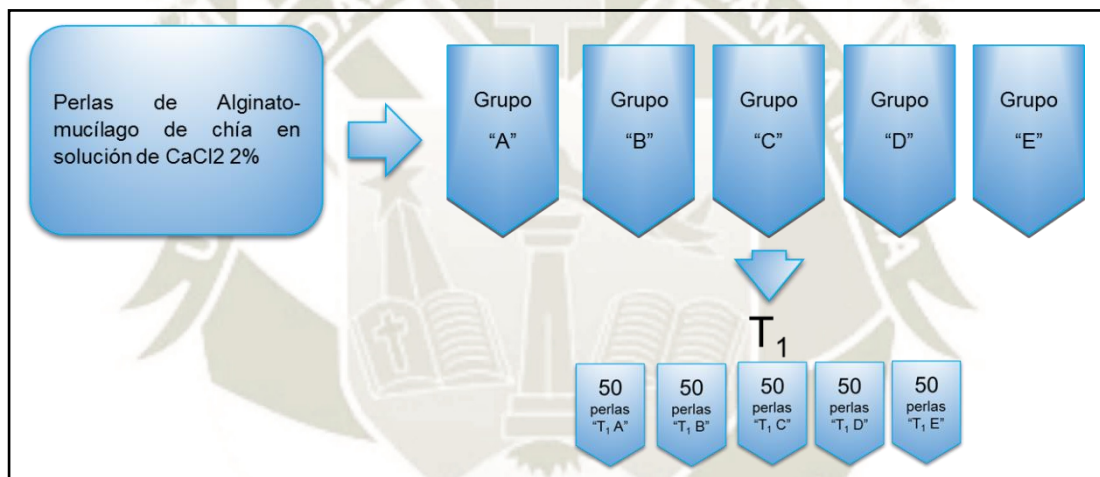 Perlas de Alginato-
mucílago de chía en
solución de CaCl2 2%
Grupo
“A”
Grupo
“B”
Grupo
“C”
Grupo
“D”
Grupo
“E”
T₁
50
perlas
“T₁ A”
50
perlas
“T₁ B”
50
perlas
“T₁ C”
50
perlas
“T₁ D”
50
perlas
“T₁ E”